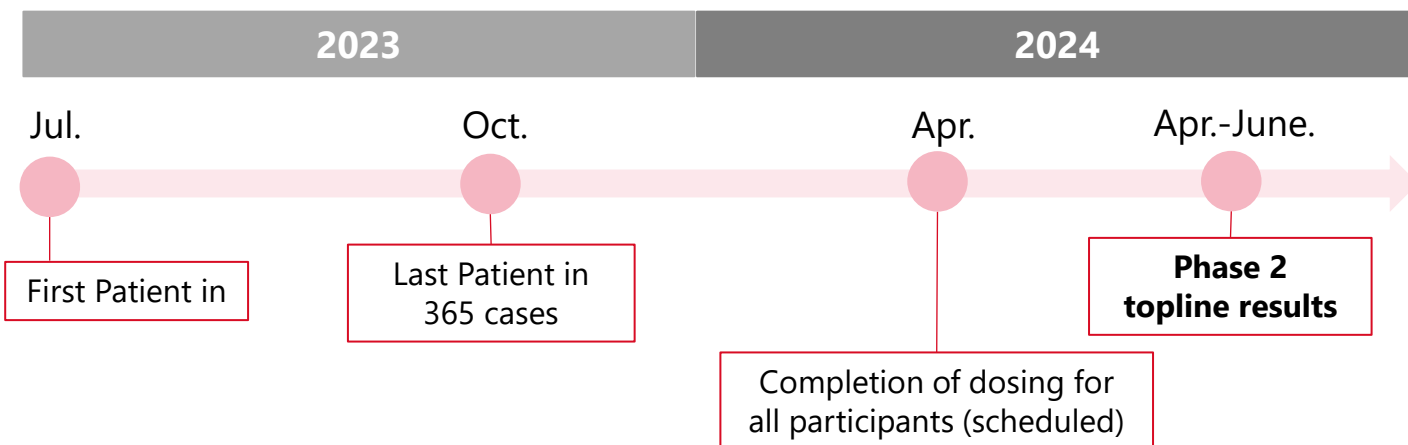 2023
2024
Jul.
Oct.
Apr.
Apr.-June.
First Patient in
Last Patient in
365 cases
Completion of dosing for
all participants (scheduled)
Phase 2
topline results